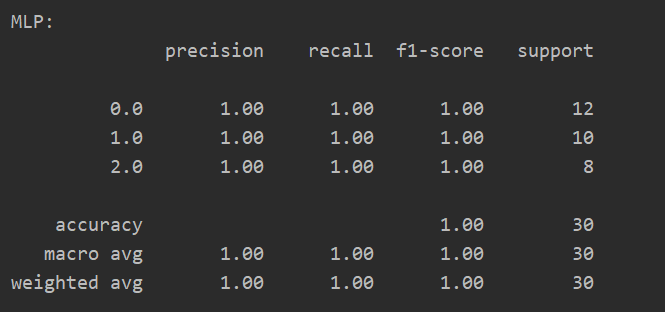 MLP:
precision recall f1-score support
0.0 1.00 1.00 1.00 12
1.0 1.00 1.00 1.00 10
2.0 1.00 1.00 1.00 8
accuracy 1.00 30
macro avg 1.00 1.00 1.00 30
weighted avg 1.00 1.00 1.00 30